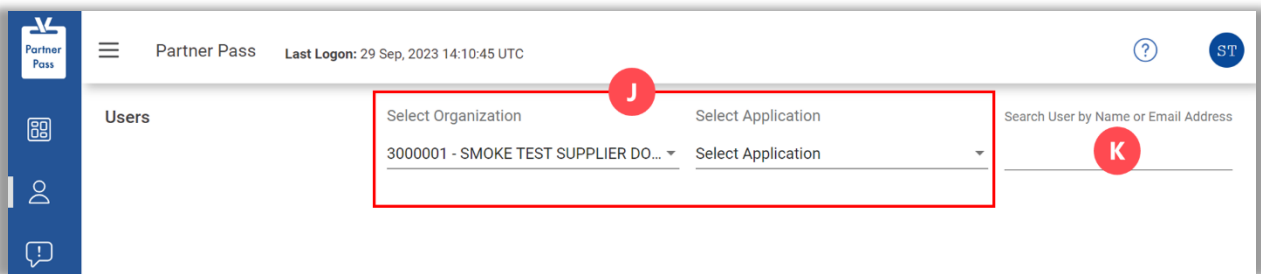 Partner
Pass
Partner Pass
Last Logon: 29 Sep, 2023 14:10:45 UTC
?
ST
J
Users
Select Organization
Select Application
Search User by Name or Email Address
3000001 - SMOKE TEST SUPPLIER DO...
Select Application
K